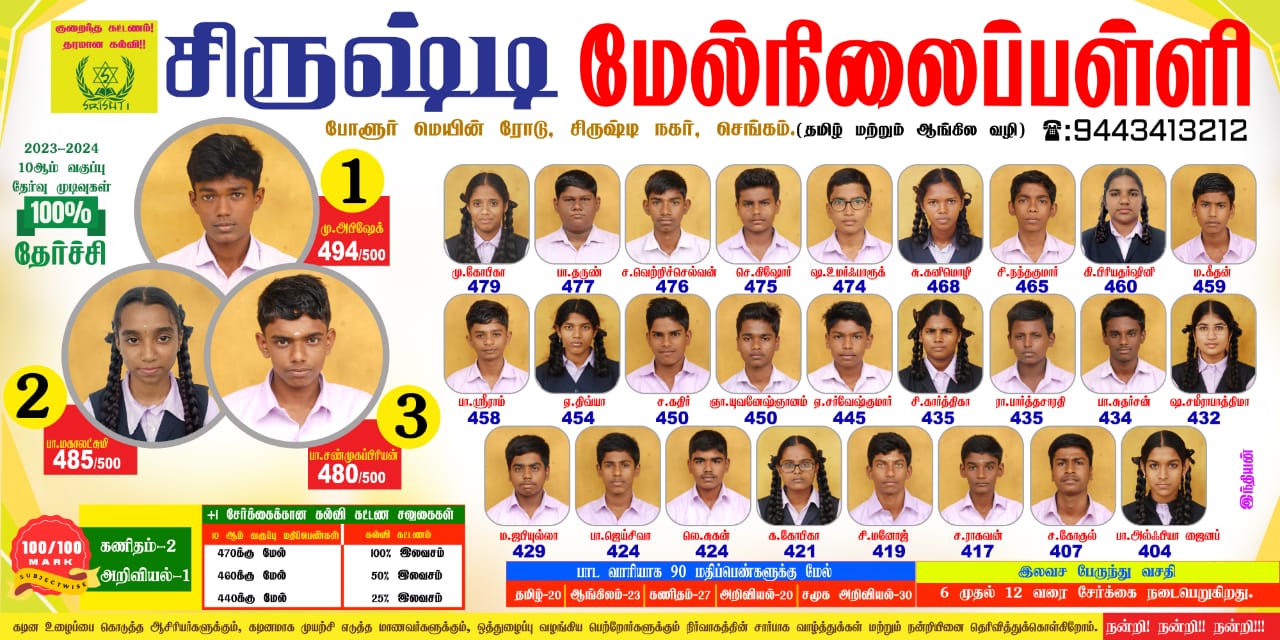 குறைந்த கட்டணம்!
தரமான கல்வி!!
SRISHTI
சிருஷ்டி மேல்நிலைப்பள்ளி
போளூர் மெயின் ரோடு, சிருஷ்டி நகர், செங்கம்.(தமிழ் மற்றும் ஆங்கில வழி) ☎:9443413212
2023-2024
10ஆம் வகுப்பு
தேர்வு முடிவுகள்
100%
தேர்ச்சி
1
மு.அபிஷேக்
494/500
2
பா.மகாலட்சுமி
485/500
3
பா.சண்முகப்பிரியன்
480/500
மு.கோபிகா பா.தருண் ச.வெற்றிச்செல்வன் செ.கிஷோர் ஷ.உமர்ஃபாரூக் சு.கனிமொழி சி.நந்தகுமார் கி.பிரியதர்ஷினி ம.கீதன்
479 477 476 475 474 468 465 460 459
பா.ஸ்ரீராம் ஏ.திவ்யா ச.கதிர் ஞா.யுவனேஷ்ஞானம் ஏ.சர்வேஷ்குமார் சி.கார்த்திகா ரா.பார்த்தசாரதி பா.சுதர்சன் ஷ.சமீராபாத்திமா
458 454 450 450 445 435 435 434 432
ம.ஜபியுல்லா பா.ஜெய்சிவா லெ.சுகன் க.கோபிகா சி.மனோஜ் ச.ராகவன் ச.கோகுல் பா.அல்ஃபியா ஜைனப்
429 424 424 421 419 417 407 404
இந்தியன்
100/100
MARK
SUBJECTWISE
கணிதம்-2
அறிவியல்-1
+1 சேர்க்கைக்கான கல்வி கட்டண சலுகைகள்
10 ஆம் வகுப்பு மதிப்பெண்கள் கல்வி கட்டணம்
470க்கு மேல் 100% இலவசம்
460க்கு மேல் 50% இலவசம்
440க்கு மேல் 25% இலவசம்
பாட வாரியாக 90 மதிப்பெண்களுக்கு மேல்
தமிழ்-20 ஆங்கிலம்-23 கணிதம்-27 அறிவியல்-20 சமூக அறிவியல்-30
இலவச பேருந்து வசதி
6 முதல் 12 வரை சேர்க்கை நடைபெறுகிறது.
கடின உழைப்பை கொடுத்த ஆசிரியர்களுக்கும், கடினமாக முயற்சி எடுத்த மாணவர்களுக்கும், ஒத்துழைப்பு வழங்கிய பெற்றோர்களுக்கும் நிர்வாகத்தின் சார்பாக வாழ்த்துக்கள் மற்றும் நன்றியினை தெரிவித்துக்கொள்கிறோம். நன்றி! நன்றி!! நன்றி!!!